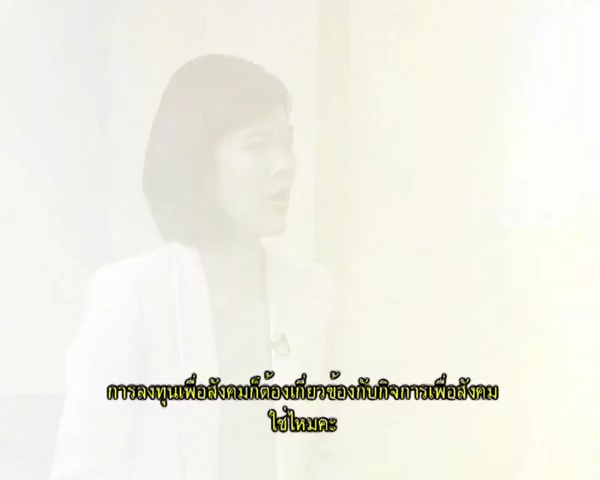 การลงทุนเพื่อสังคมก็ต้องเกี่ยวข้องกับกิจการเพื่อสังคม
ใช่ไหมคะ